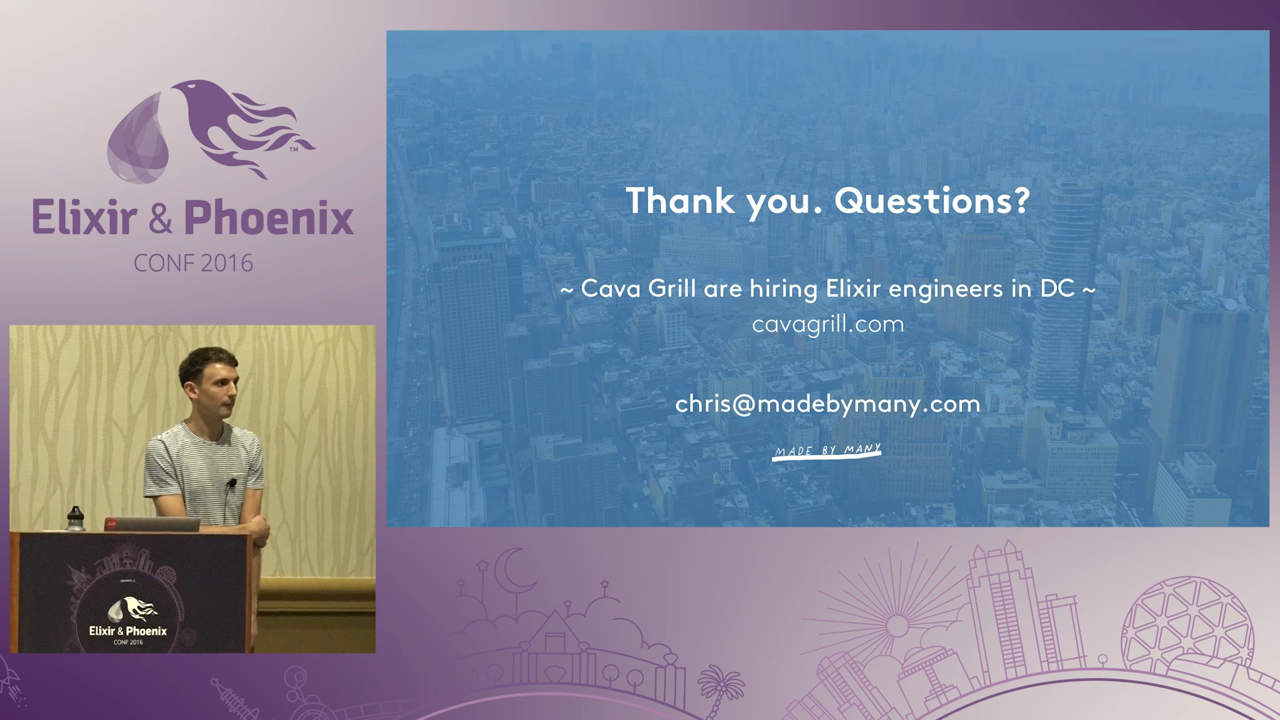 Elixir & Phoenix
CONF 2016
TM
Thank you. Questions?
~ Cava Grill are hiring Elixir engineers in DC ~
cavagrill.com
chris@madebymany.com
MADE BY MANY
Elixir & Phoenix
CONF 2016